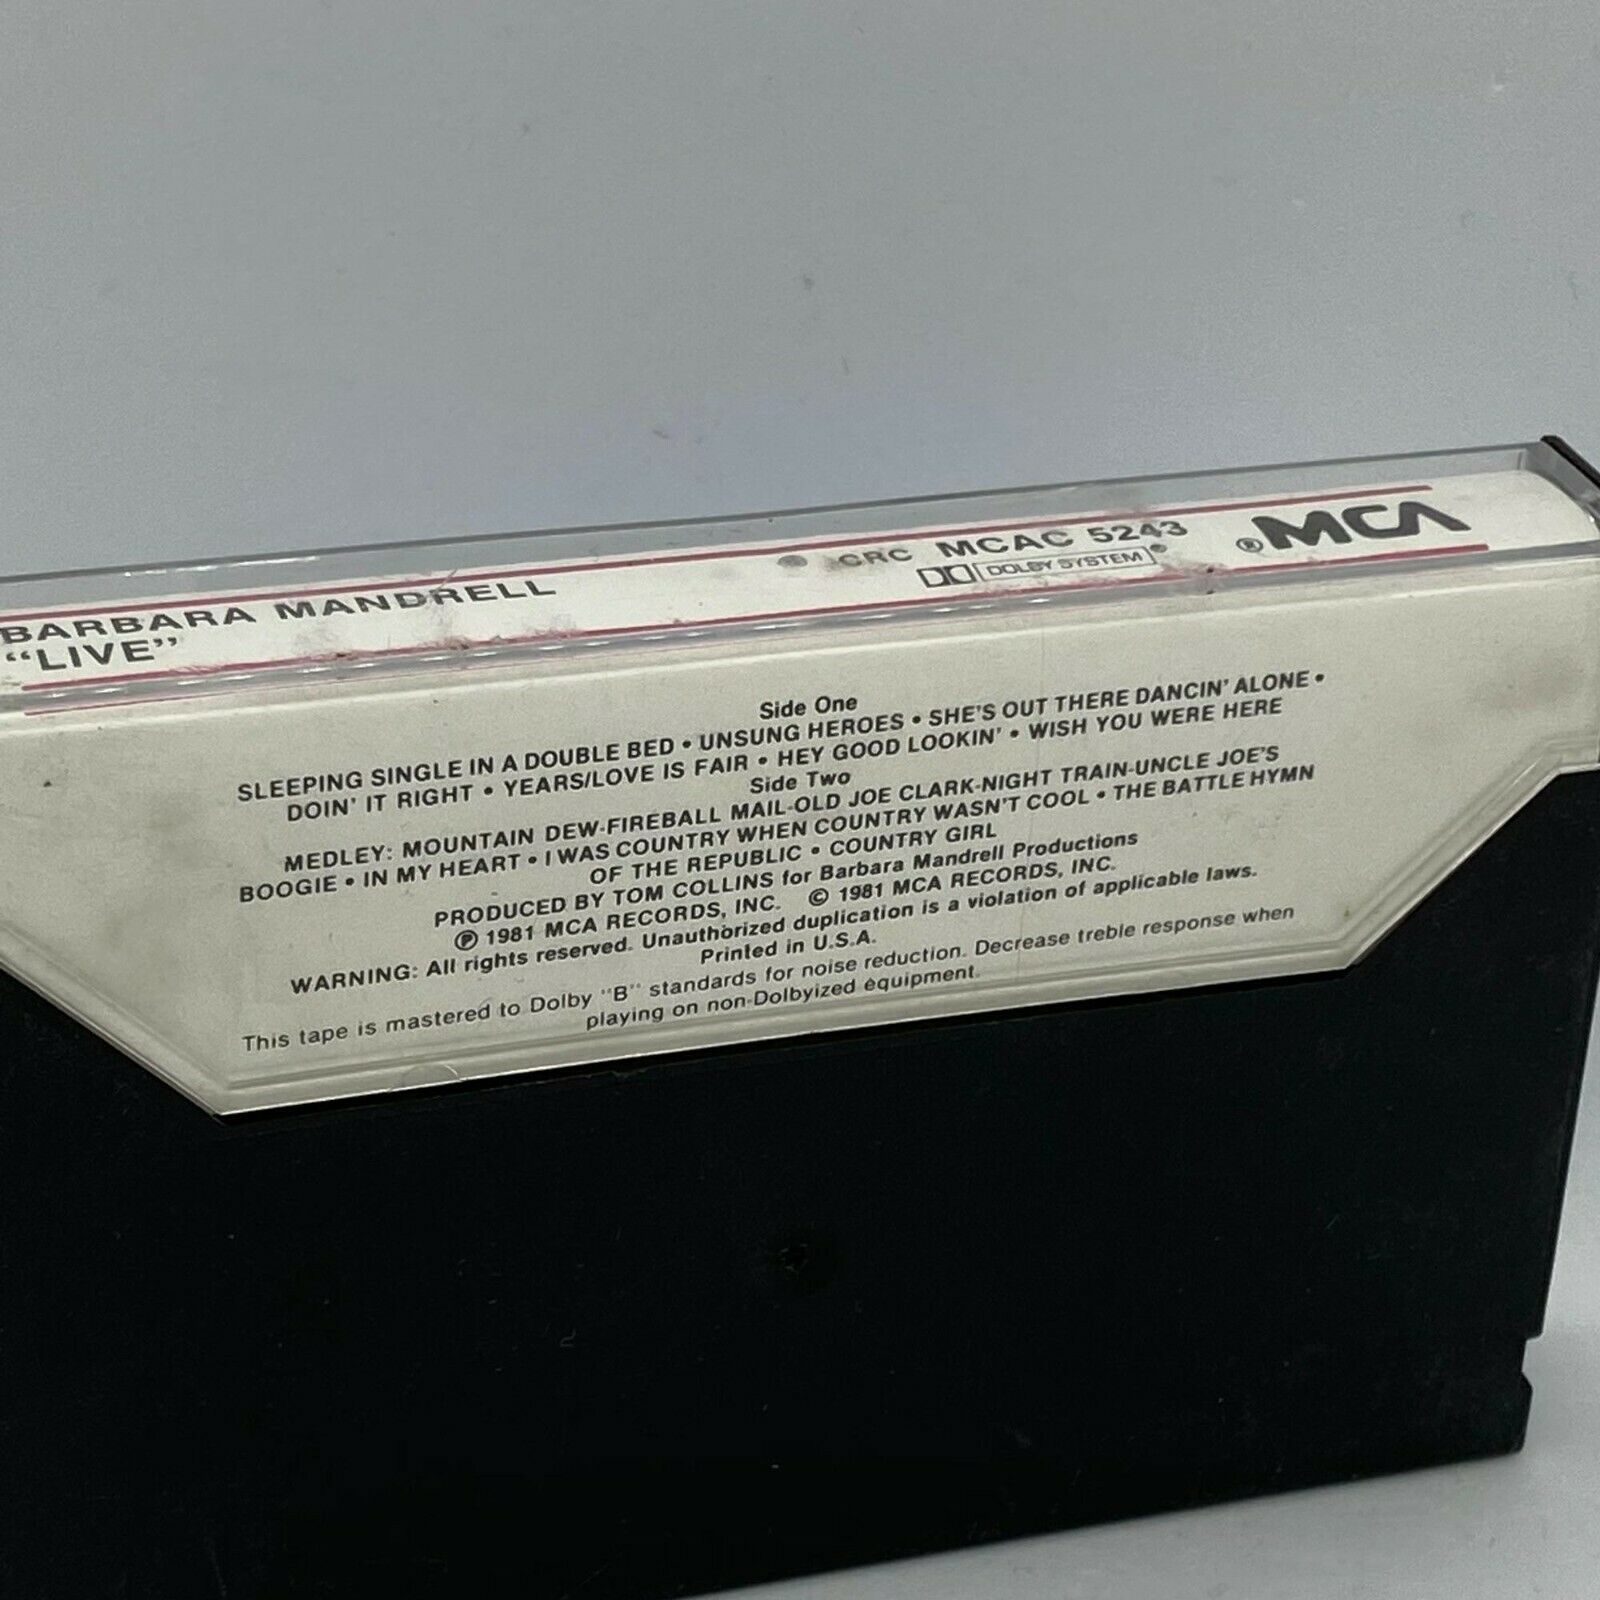 BARBARA MANDRELL
“LIVE”
CRC MCAC 5243
DOLBY SYSTEM®
®MCA
Side One
SLEEPING SINGLE IN A DOUBLE BED • UNSUNG HEROES • SHE'S OUT THERE DANCIN' ALONE •
DOIN' IT RIGHT • YEARS/LOVE IS FAIR • HEY GOOD LOOKIN' • WISH YOU WERE HERE
Side Two
MEDLEY: MOUNTAIN DEW-FIREBALL MAIL-OLD JOE CLARK-NIGHT TRAIN-UNCLE JOE'S
BOOGIE • IN MY HEART • I WAS COUNTRY WHEN COUNTRY WASN'T COOL • THE BATTLE HYMN
OF THE REPUBLIC • COUNTRY GIRL
PRODUCED BY TOM COLLINS for Barbara Mandrell Productions
℗ 1981 MCA RECORDS, INC. © 1981 MCA RECORDS, INC.
WARNING: All rights reserved. Unauthorized duplication is a violation of applicable laws.
Printed in U.S.A.
This tape is mastered to Dolby "B" standards for noise reduction. Decrease treble response when
playing on non-Dolbyized equipment.